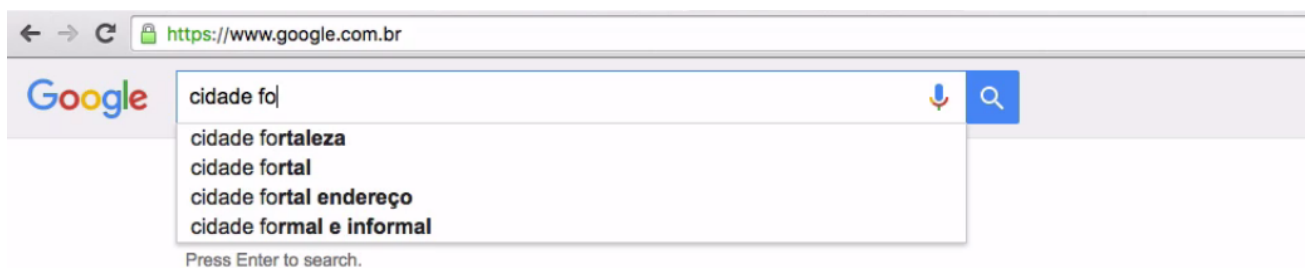 https://www.google.com.br
Google cidade fo
cidade fortaleza
cidade fortal
cidade fortal endereço
cidade formal e informal
Press Enter to search.